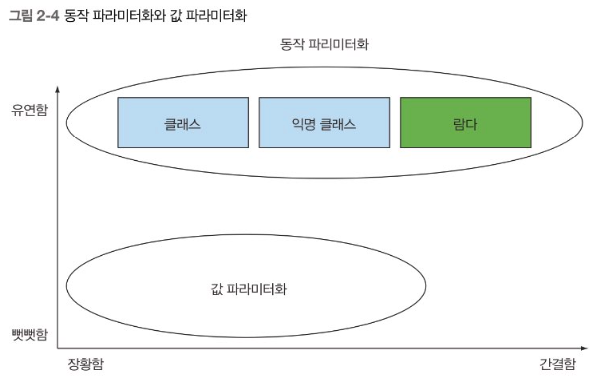 그림 2-4 동작 파라미터화와 값 파라미터화
동작 파리미터화
유연함
클래스
익명 클래스
람다
값 파라미터화
뻣뻣함
장황함
간결함